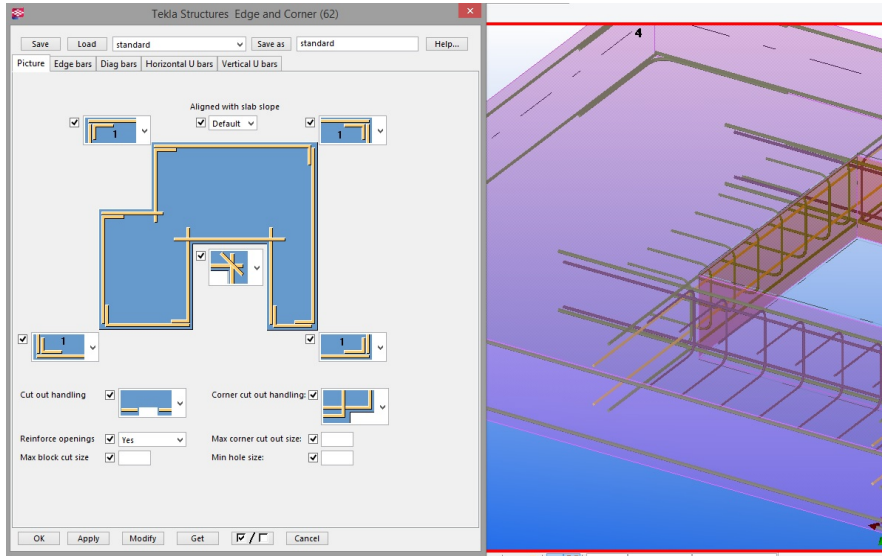 Tekla Structures Edge and Corner (62)
Save Load standard Save as standard Help...
Picture Edge bars Diag bars Horizontal U bars Vertical U bars
Aligned with slab slope
1 Default 1
1 1
Cut out handling Corner cut out handling:
Reinforce openings Yes Max corner cut out size:
Max block cut size Min hole size:
OK Apply Modify Get / Cancel
4